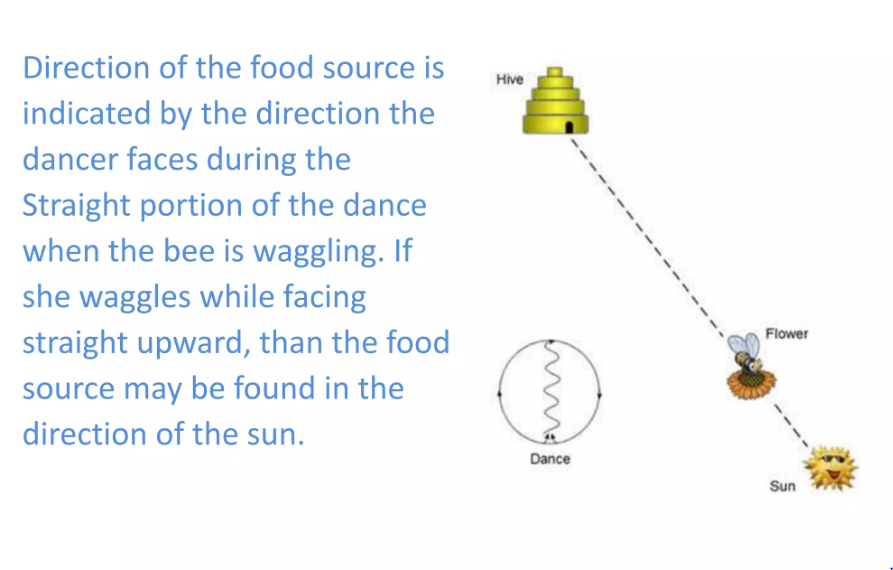 Direction of the food source is
indicated by the direction the
dancer faces during the
Straight portion of the dance
when the bee is waggling. If
she waggles while facing
straight upward, than the food
source may be found in the
direction of the sun.
Hive
Flower
Dance
Sun